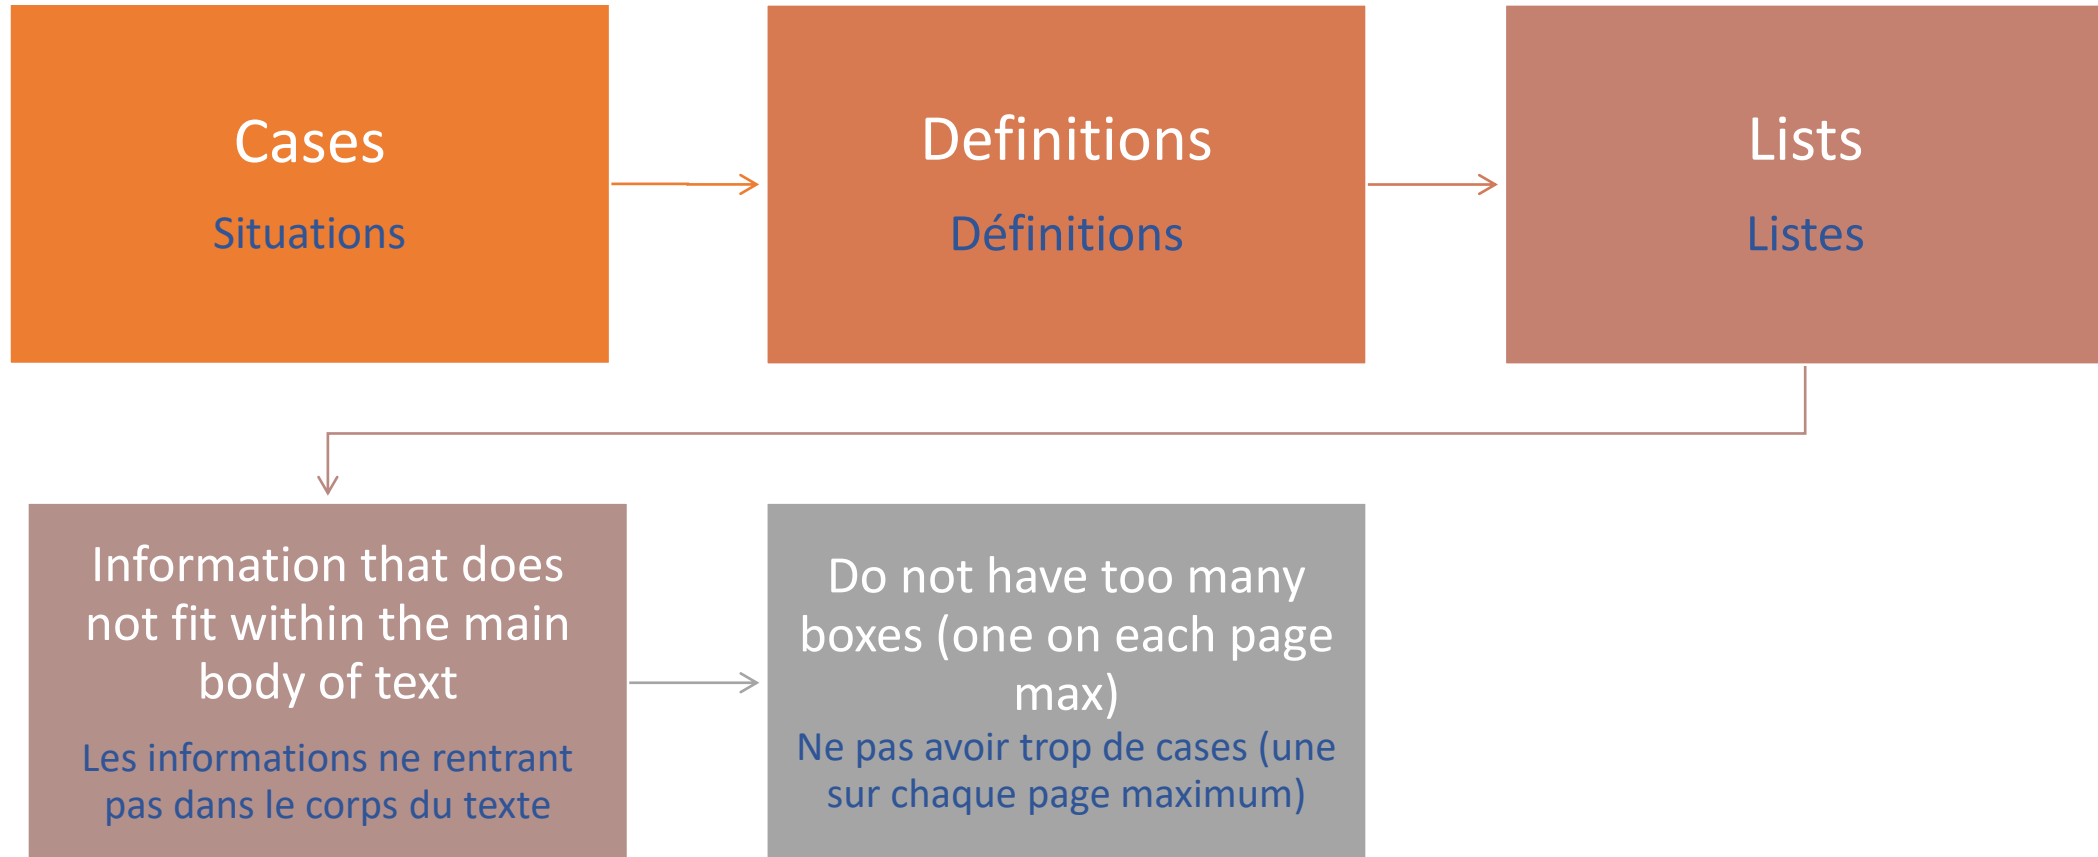 Cases
Situations
Definitions
Définitions
Lists
Listes
Information that does
not fit within the main
body of text
Les informations ne rentrant
pas dans le corps du texte
Do not have too many
boxes (one on each page
max)
Ne pas avoir trop de cases (une
sur chaque page maximum)